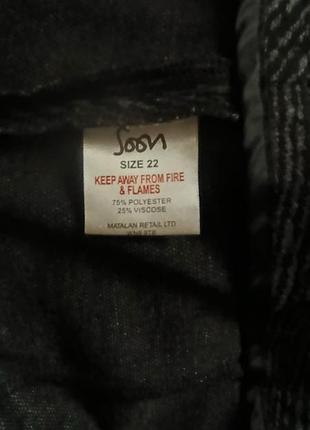 Soon
SIZE 22
KEEP AWAY FROM FIRE
& FLAMES
75% POLYESTER
25% VISCOSE
MATALAN RETAIL LTD